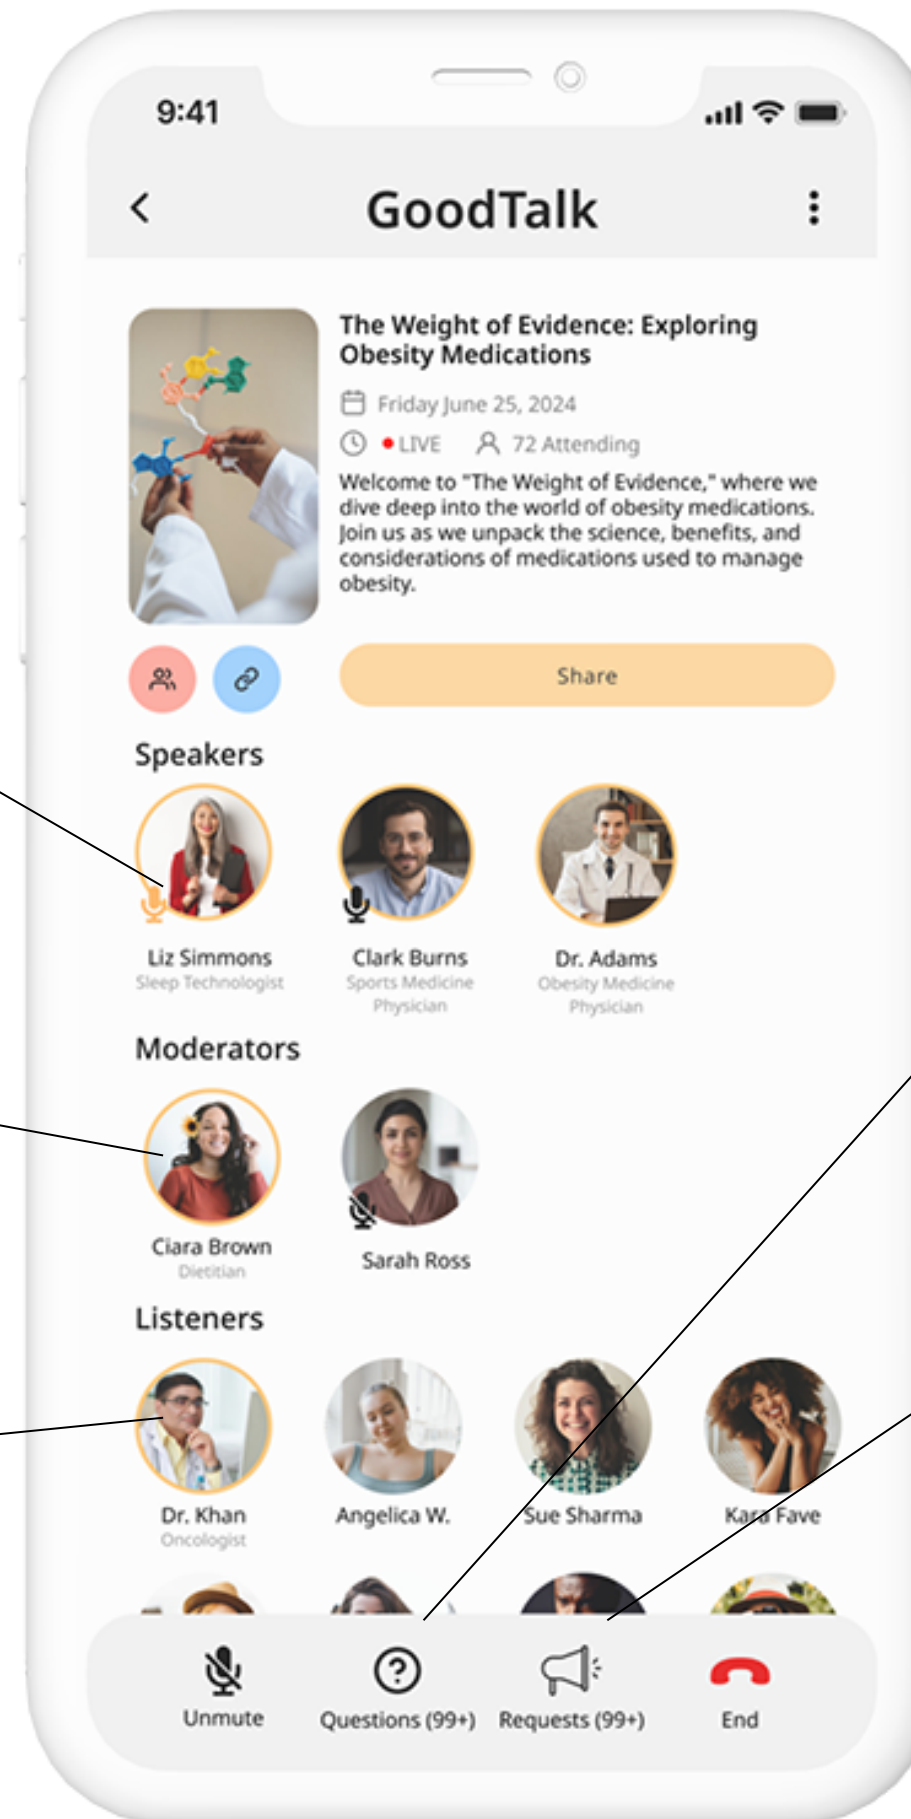 9:41
GoodTalk
The Weight of Evidence: Exploring
Obesity Medications
Friday June 25, 2024
LIVE 72 Attending
Welcome to "The Weight of Evidence," where we
dive deep into the world of obesity medications.
Join us as we unpack the science, benefits, and
considerations of medications used to manage
obesity.
Share
Speakers
Liz Simmons Clark Burns Dr. Adams
Sleep Technologist Sports Medicine Obesity Medicine
Physician Physician
Moderators
Ciara Brown Sarah Ross
Dietitian
Listeners
Dr. Khan Angelica W. Sue Sharma Kara Fave
Oncologist
Unmute Questions (99+) Requests (99+) End